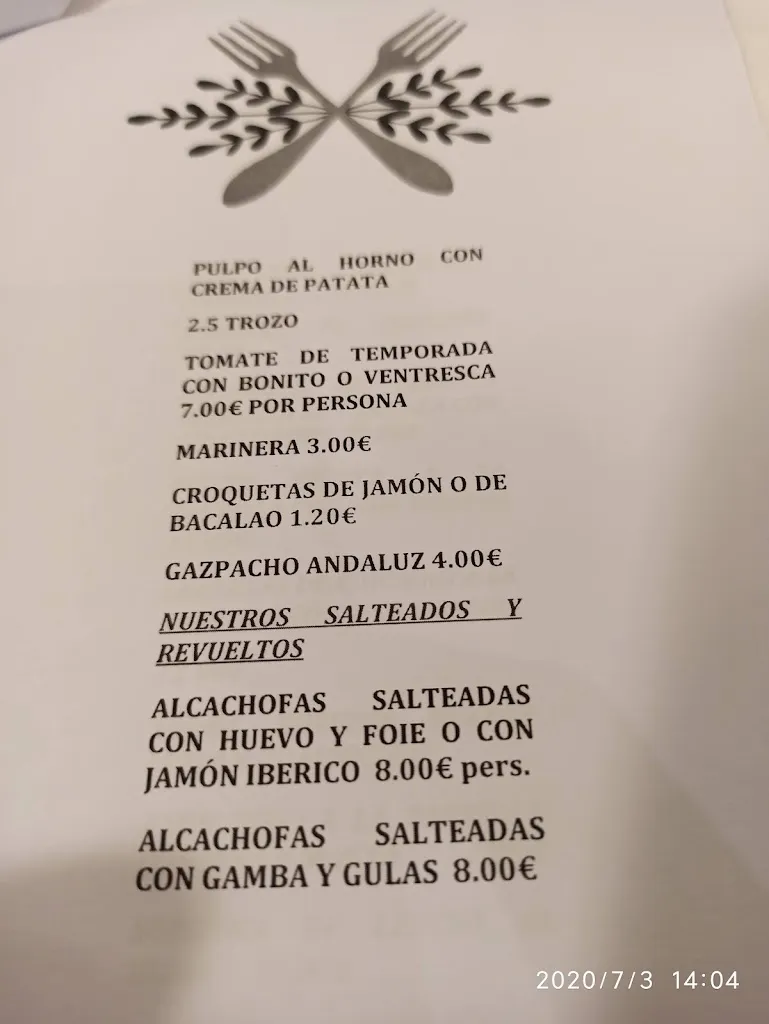 PULPO AL HORNO CON
CREMA DE PATATA
2.5 TROZO
TOMATE DE TEMPORADA
CON BONITO O VENTRESCA
7.00€ POR PERSONA
MARINERA 3.00€
CROQUETAS DE JAMÓN O DE
BACALAO 1.20€
GAZPACHO ANDALUZ 4.00€
NUESTROS SALTEADOS Y
REVUELTOS
ALCACHOFAS SALTEADAS
CON HUEVO Y FOIE O CON
JAMÓN IBERICO 8.00€ pers.
ALCACHOFAS SALTEADAS
CON GAMBA Y GULAS 8.00€
2020/7/3 14:04